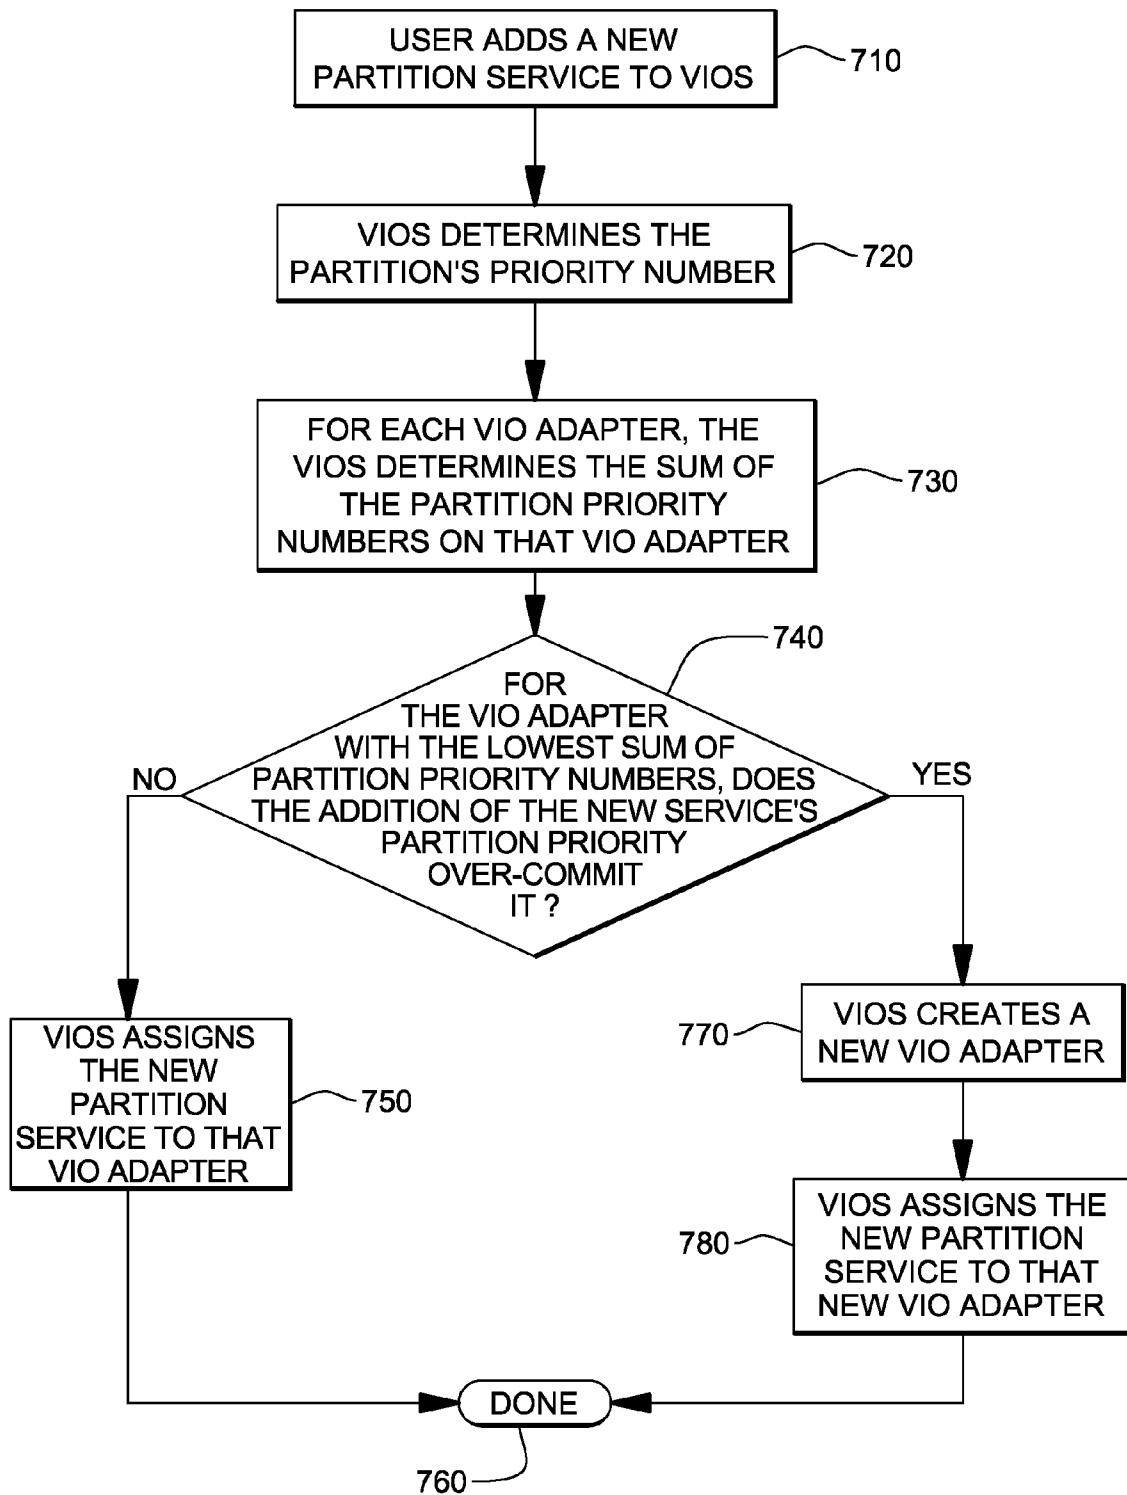 USER ADDS A NEW
PARTITION SERVICE TO VIOS
710
VIOS DETERMINES THE
PARTITION'S PRIORITY NUMBER
720
FOR EACH VIO ADAPTER, THE
VIOS DETERMINES THE SUM OF
THE PARTITION PRIORITY
NUMBERS ON THAT VIO ADAPTER
730
740
FOR
THE VIO ADAPTER
WITH THE LOWEST SUM OF
PARTITION PRIORITY NUMBERS, DOES
THE ADDITION OF THE NEW SERVICE'S
PARTITION PRIORITY
OVER-COMMIT
IT ?
NO
YES
VIOS ASSIGNS
THE NEW
PARTITION
SERVICE TO THAT
VIO ADAPTER
750
770
VIOS CREATES A
NEW VIO ADAPTER
780
VIOS ASSIGNS THE
NEW PARTITION
SERVICE TO THAT
NEW VIO ADAPTER
DONE
760